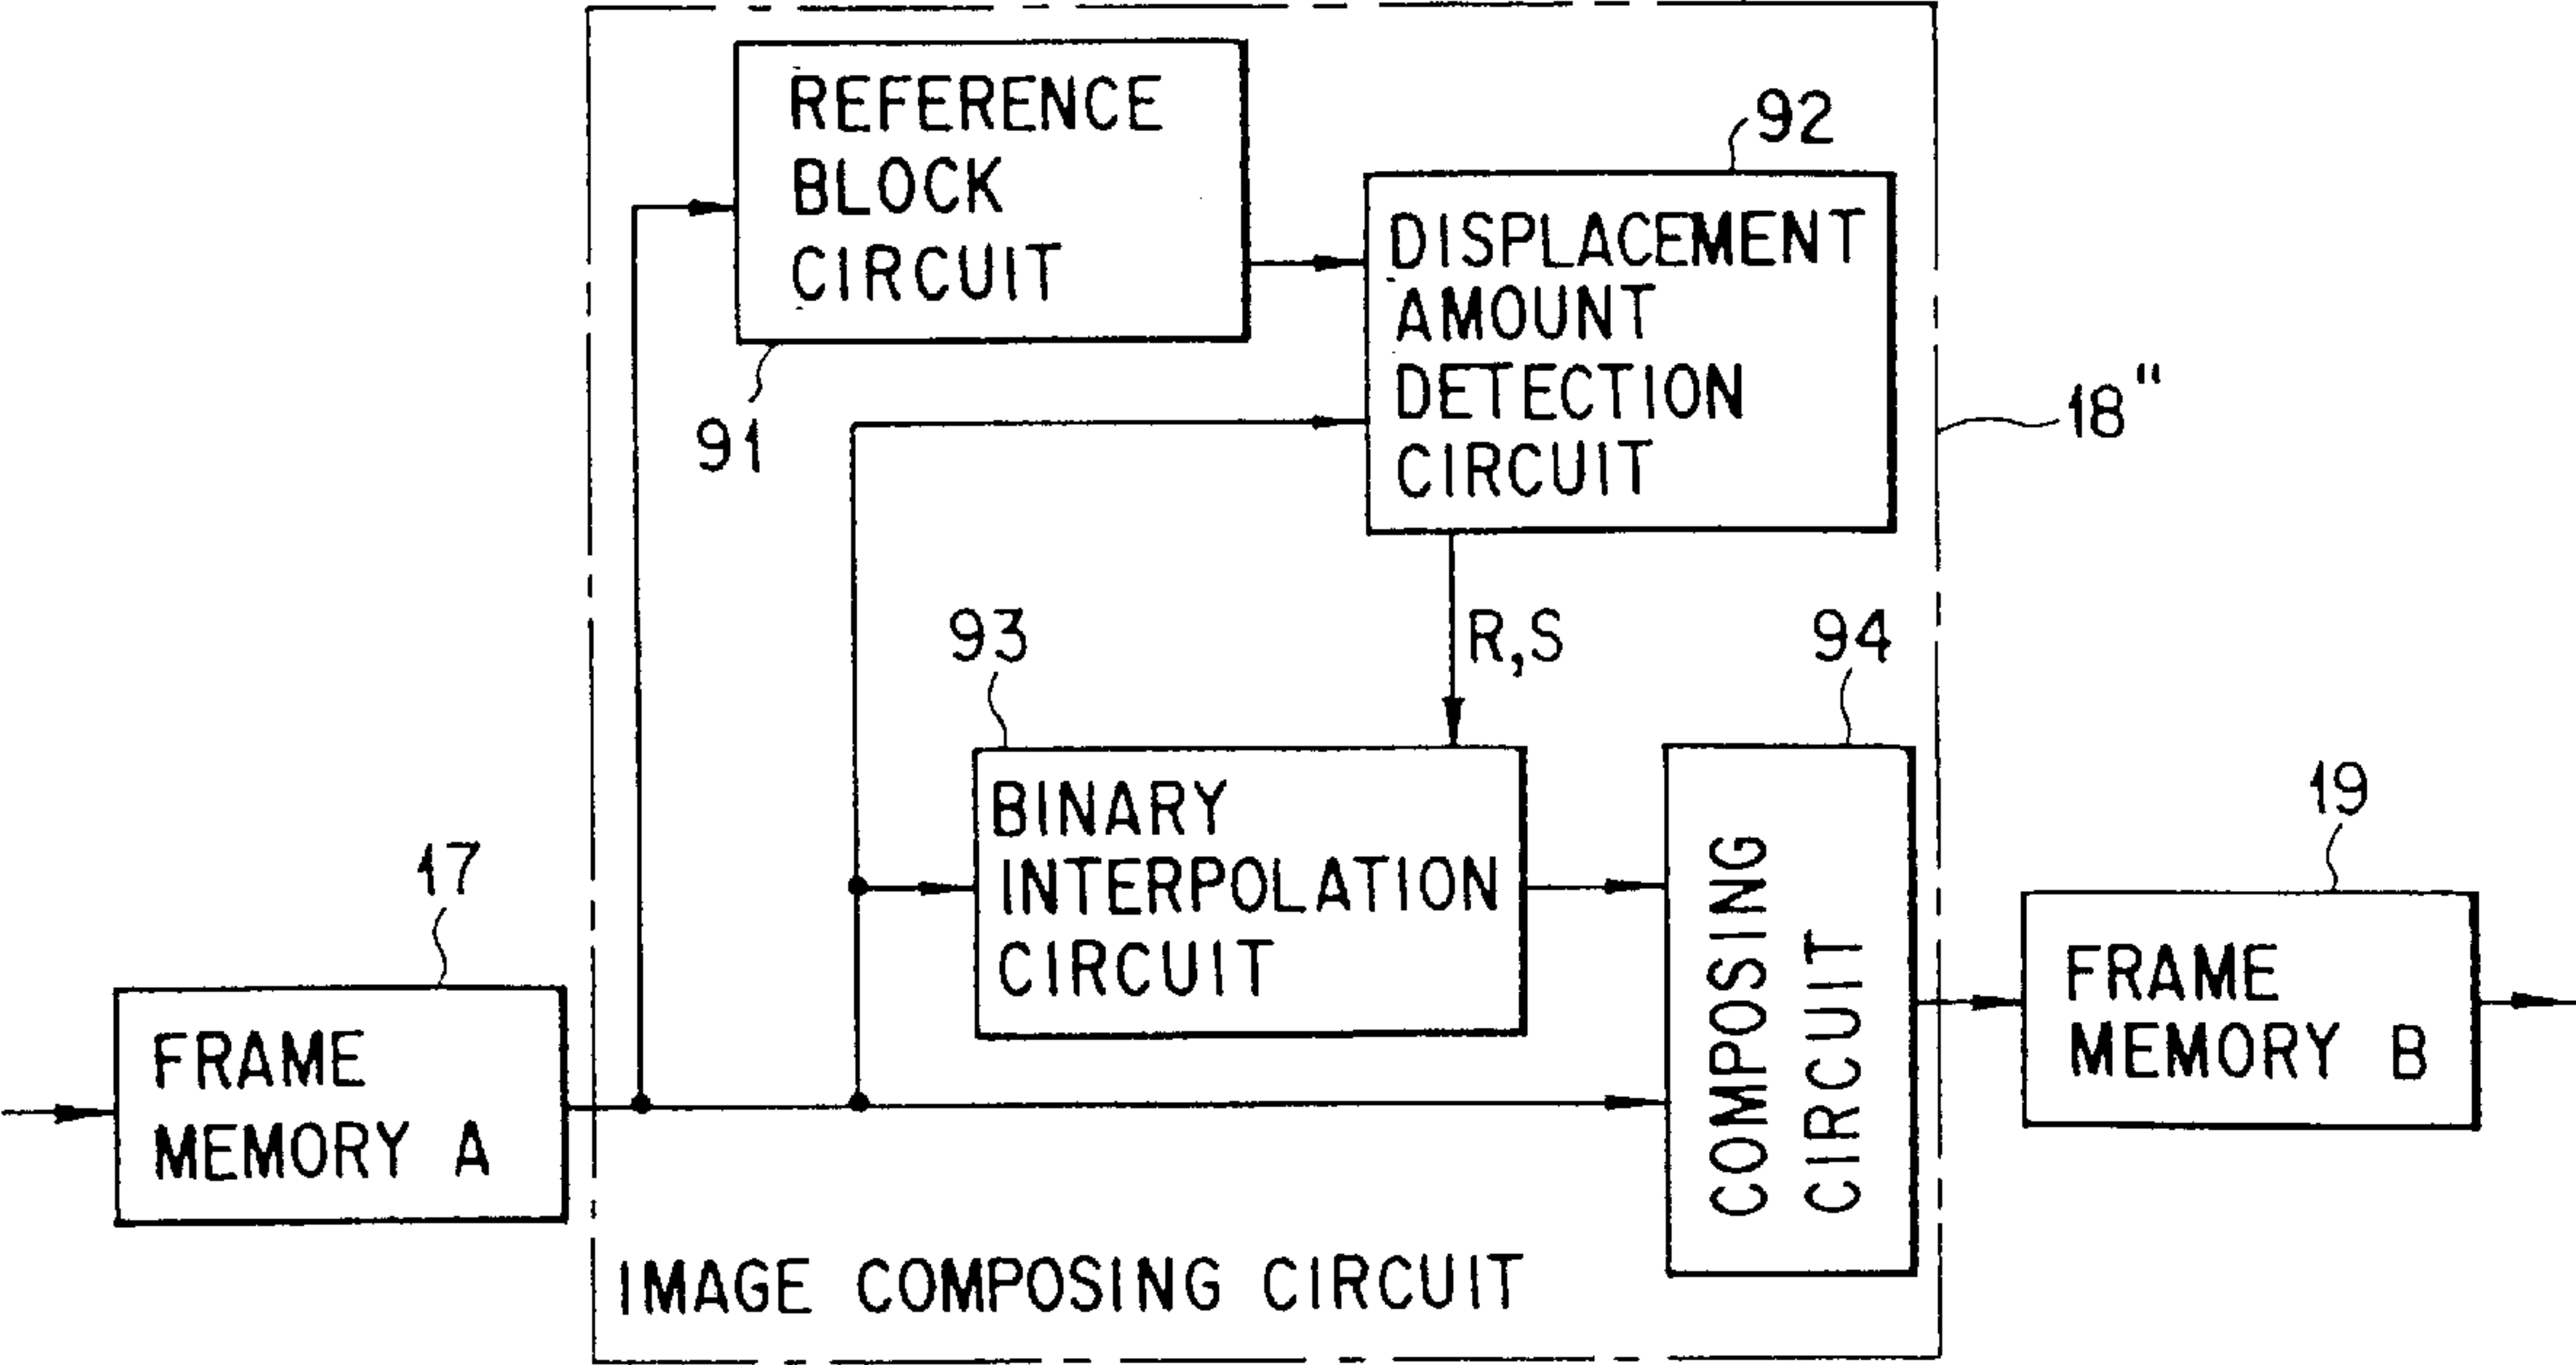 REFERENCE
BLOCK
CIRCUIT
91
92
DISPLACEMENT
AMOUNT
DETECTION
CIRCUIT
18"
R,S
93
BINARY
INTERPOLATION
CIRCUIT
94
COMPOSING
CIRCUIT
17
FRAME
MEMORY A
19
FRAME
MEMORY B
IMAGE COMPOSING CIRCUIT